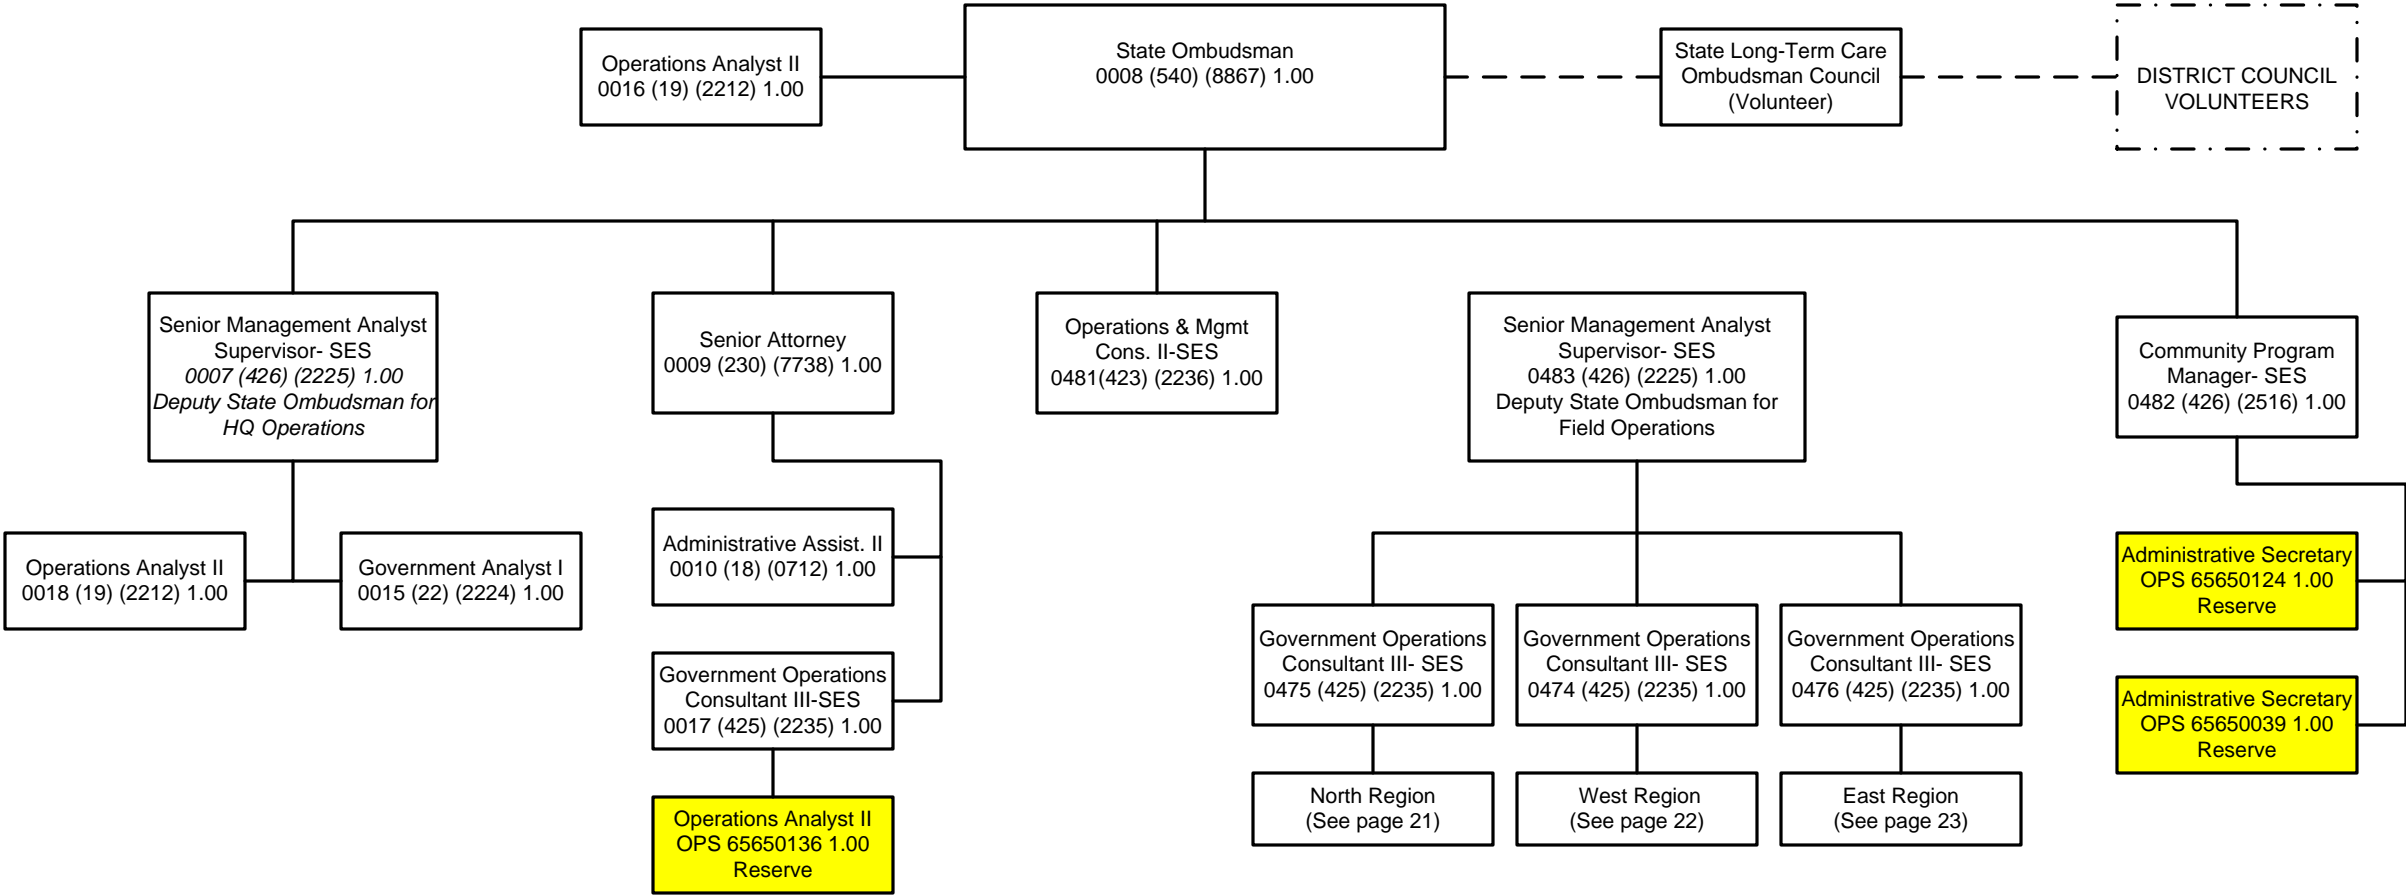 Operations Analyst II
0016 (19) (2212) 1.00
State Ombudsman
0008 (540) (8867) 1.00
State Long-Term Care
Ombudsman Council
(Volunteer)
DISTRICT COUNCIL
VOLUNTEERS
Senior Management Analyst
Supervisor- SES
0007 (426) (2225) 1.00
Deputy State Ombudsman for
HQ Operations
Senior Attorney
0009 (230) (7738) 1.00
Operations & Mgmt
Cons. II-SES
0481(423) (2236) 1.00
Senior Management Analyst
Supervisor- SES
0483 (426) (2225) 1.00
Deputy State Ombudsman for
Field Operations
Community Program
Manager- SES
0482 (426) (2516) 1.00
Operations Analyst II
0018 (19) (2212) 1.00
Government Analyst I
0015 (22) (2224) 1.00
Administrative Assist. II
0010 (18) (0712) 1.00
Government Operations
Consultant III-SES
0017 (425) (2235) 1.00
Operations Analyst II
OPS 65650136 1.00
Reserve
Government Operations
Consultant III- SES
0475 (425) (2235) 1.00
Government Operations
Consultant III- SES
0474 (425) (2235) 1.00
Government Operations
Consultant III- SES
0476 (425) (2235) 1.00
North Region
(See page 21)
West Region
(See page 22)
East Region
(See page 23)
Administrative Secretary
OPS 65650124 1.00
Reserve
Administrative Secretary
OPS 65650039 1.00
Reserve